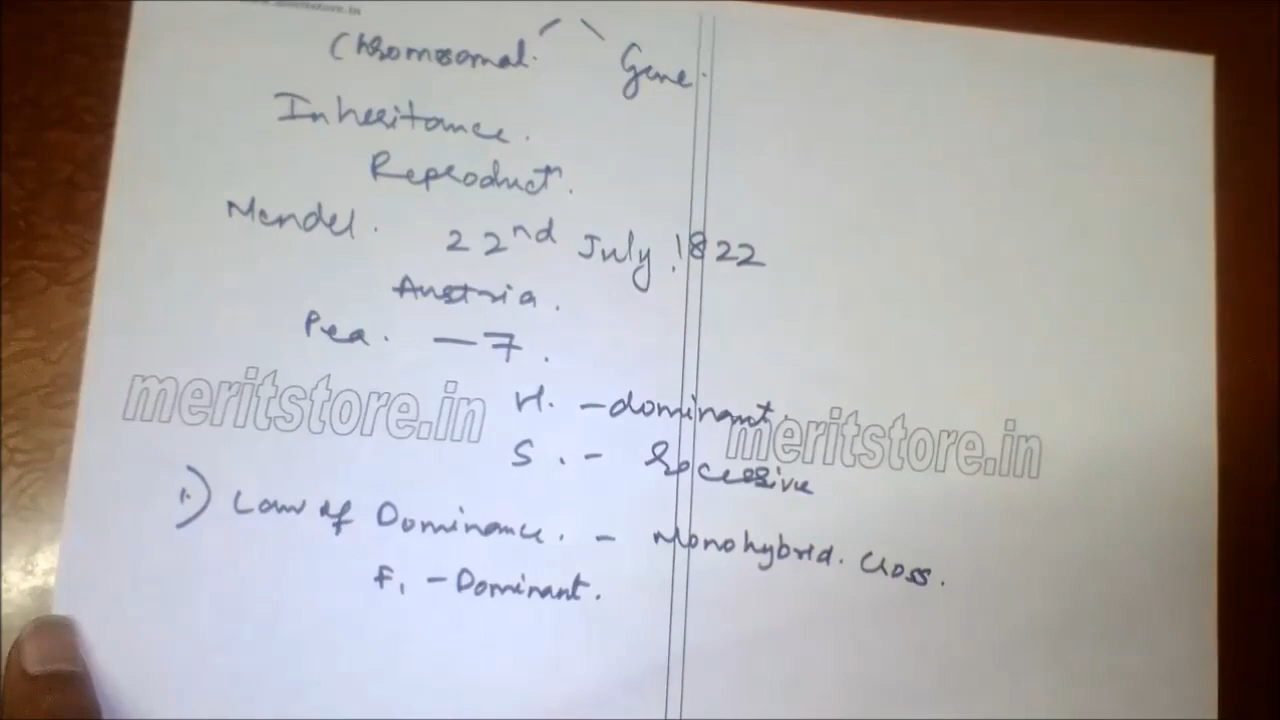 Chromosomal. Gene.
Inheritance.
Reproduct.
Mendel. 22nd July 1822
Austria.
Pea. - 7.
meritstore.in
H. - dominant
meritstore.in
S. - Recessive
1.) Law of Dominance. - Monohybrid. Cross.
F1 - Dominant.